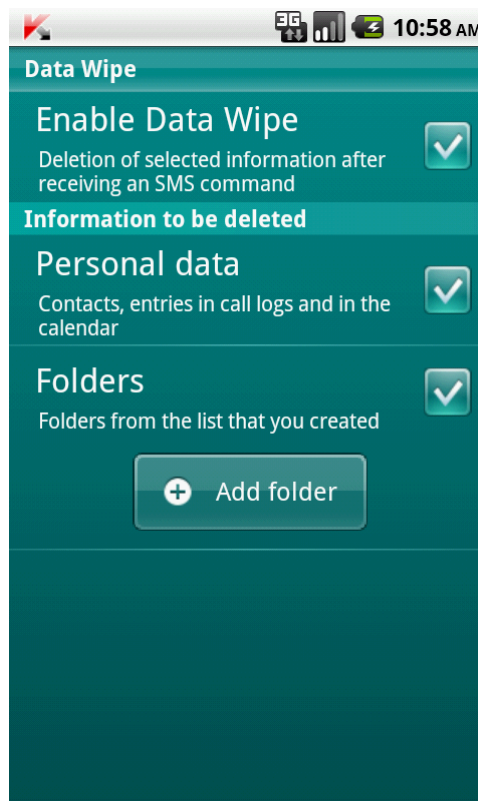 3G 10:58 AM
Data Wipe
Enable Data Wipe
Deletion of selected information after
receiving an SMS command
Information to be deleted
Personal data
Contacts, entries in call logs and in the
calendar
Folders
Folders from the list that you created
Add folder